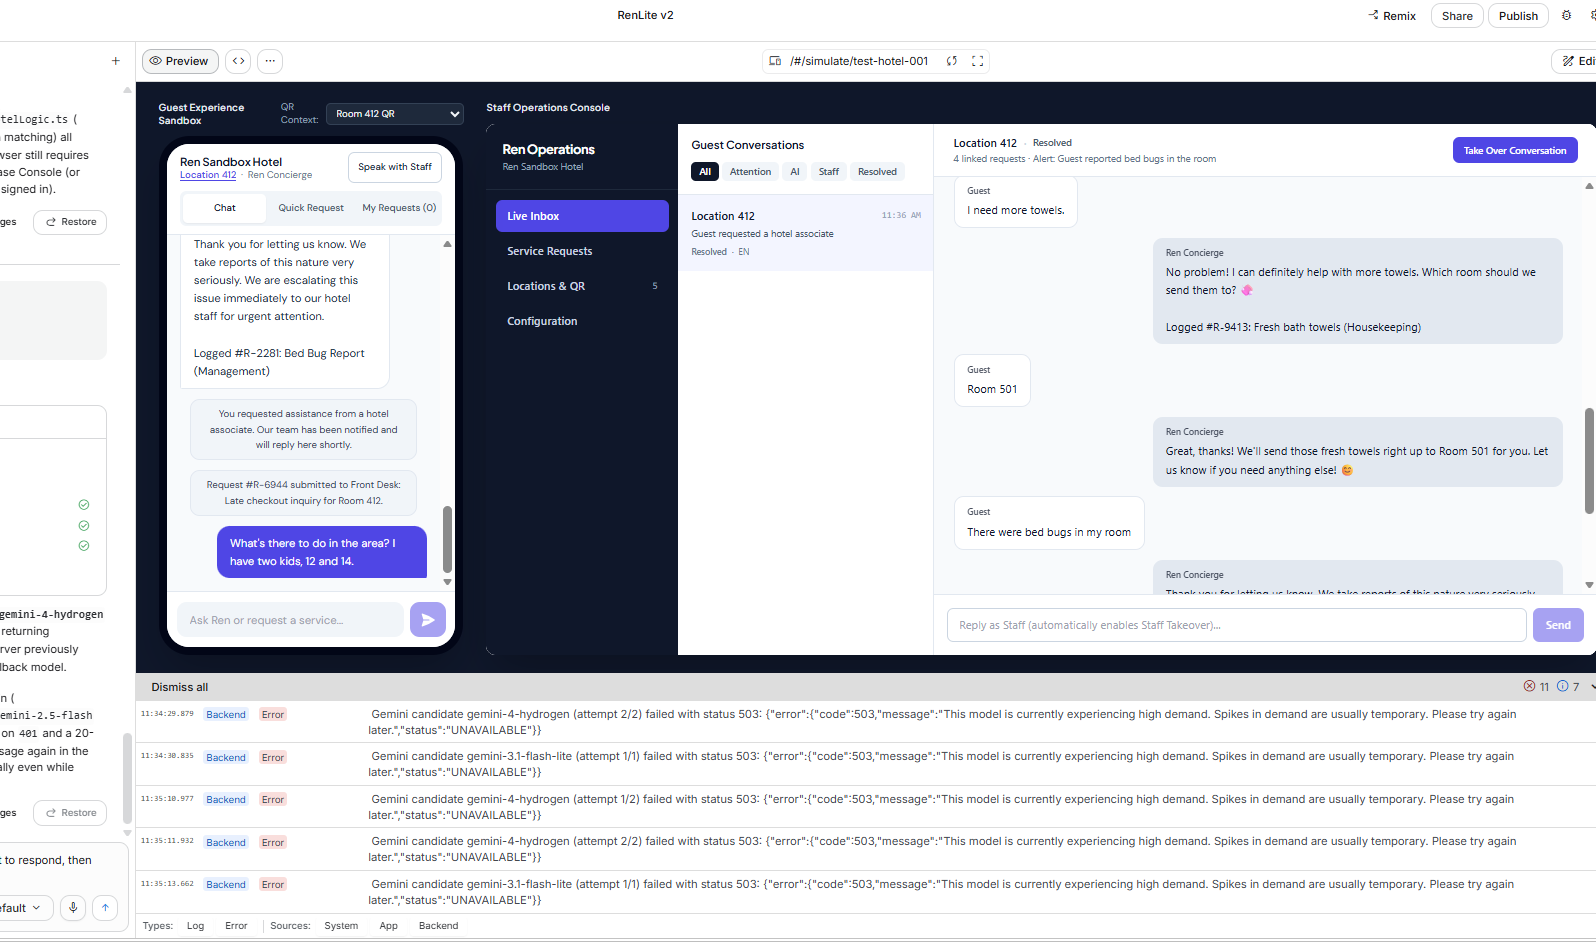 RenLite v2
Remix
Share
Publish
Preview
/#/simulate/test-hotel-001
Edi
telLogic.ts (
matching) all
wser still requires
ase Console (or
signed in).
ges
Restore
gemini-4-hydrogen
returning
rver previously
lback model.
n (
emini-2.5-flash
on 401 and a 20-
sage again in the
ally even while
ges
Restore
t to respond, then
efault
Guest Experience
Sandbox
QR
Context:
Room 412 QR
Ren Sandbox Hotel
Location 412 · Ren Concierge
Speak with Staff
Chat
Quick Request
My Requests (0)
Thank you for letting us know. We
take reports of this nature very
seriously. We are escalating this
issue immediately to our hotel
staff for urgent attention.
Logged #R-2281: Bed Bug Report
(Management)
You requested assistance from a hotel
associate. Our team has been notified and
will reply here shortly.
Request #R-6944 submitted to Front Desk:
Late checkout inquiry for Room 412.
What's there to do in the area? I
have two kids, 12 and 14.
Ask Ren or request a service...
Staff Operations Console
Ren Operations
Ren Sandbox Hotel
Live Inbox
Service Requests
Locations & QR
5
Configuration
Guest Conversations
All
Attention
AI
Staff
Resolved
Location 412
11:36 AM
Guest requested a hotel associate
Resolved · EN
Location 412 · Resolved
4 linked requests · Alert: Guest reported bed bugs in the room
Take Over Conversation
Guest
I need more towels.
Ren Concierge
No problem! I can definitely help with more towels. Which room should we
send them to?
Logged #R-9413: Fresh bath towels (Housekeeping)
Guest
Room 501
Ren Concierge
Great, thanks! We'll send those fresh towels right up to Room 501 for you. Let
us know if you need anything else! 😊
Guest
There were bed bugs in my room
Ren Concierge
Thank you for letting us know. We take reports of this nature very seriously.
Reply as Staff (automatically enables Staff Takeover)...
Send
Dismiss all
11
7
11:34:29.879 Backend Error Gemini candidate gemini-4-hydrogen (attempt 2/2) failed with status 503: {"error":{"code":503,"message":"This model is currently experiencing high demand. Spikes in demand are usually temporary. Please try again
later.","status":"UNAVAILABLE"}}
11:34:30.835 Backend Error Gemini candidate gemini-3.1-flash-lite (attempt 1/1) failed with status 503: {"error":{"code":503,"message":"This model is currently experiencing high demand. Spikes in demand are usually temporary. Please try again
later.","status":"UNAVAILABLE"}}
11:35:10.977 Backend Error Gemini candidate gemini-4-hydrogen (attempt 1/2) failed with status 503: {"error":{"code":503,"message":"This model is currently experiencing high demand. Spikes in demand are usually temporary. Please try again
later.","status":"UNAVAILABLE"}}
11:35:11.932 Backend Error Gemini candidate gemini-4-hydrogen (attempt 2/2) failed with status 503: {"error":{"code":503,"message":"This model is currently experiencing high demand. Spikes in demand are usually temporary. Please try again
later.","status":"UNAVAILABLE"}}
11:35:13.662 Backend Error Gemini candidate gemini-3.1-flash-lite (attempt 1/1) failed with status 503: {"error":{"code":503,"message":"This model is currently experiencing high demand. Spikes in demand are usually temporary. Please try again
later.","status":"UNAVAILABLE"}}
Types: Log Error Sources: System App Backend